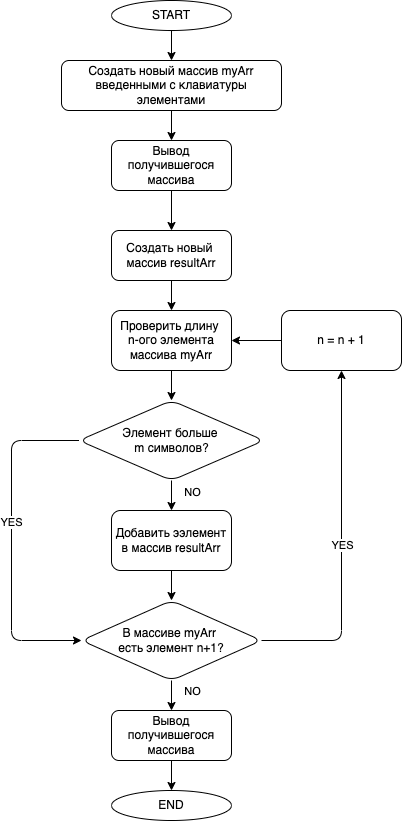 START
Создать новый массив myArr
введенными с клавиатуры
элементами
Вывод
получившегося
массива
Создать новый
массив resultArr
Проверить длину
n-ого элемента
массива myArr
n = n + 1
Элемент больше
m символов?
NO
YES
Добавить ээлемент
в массив resultArr
YES
В массиве myArr
есть элемент n+1?
NO
Вывод
получившегося
массива
END